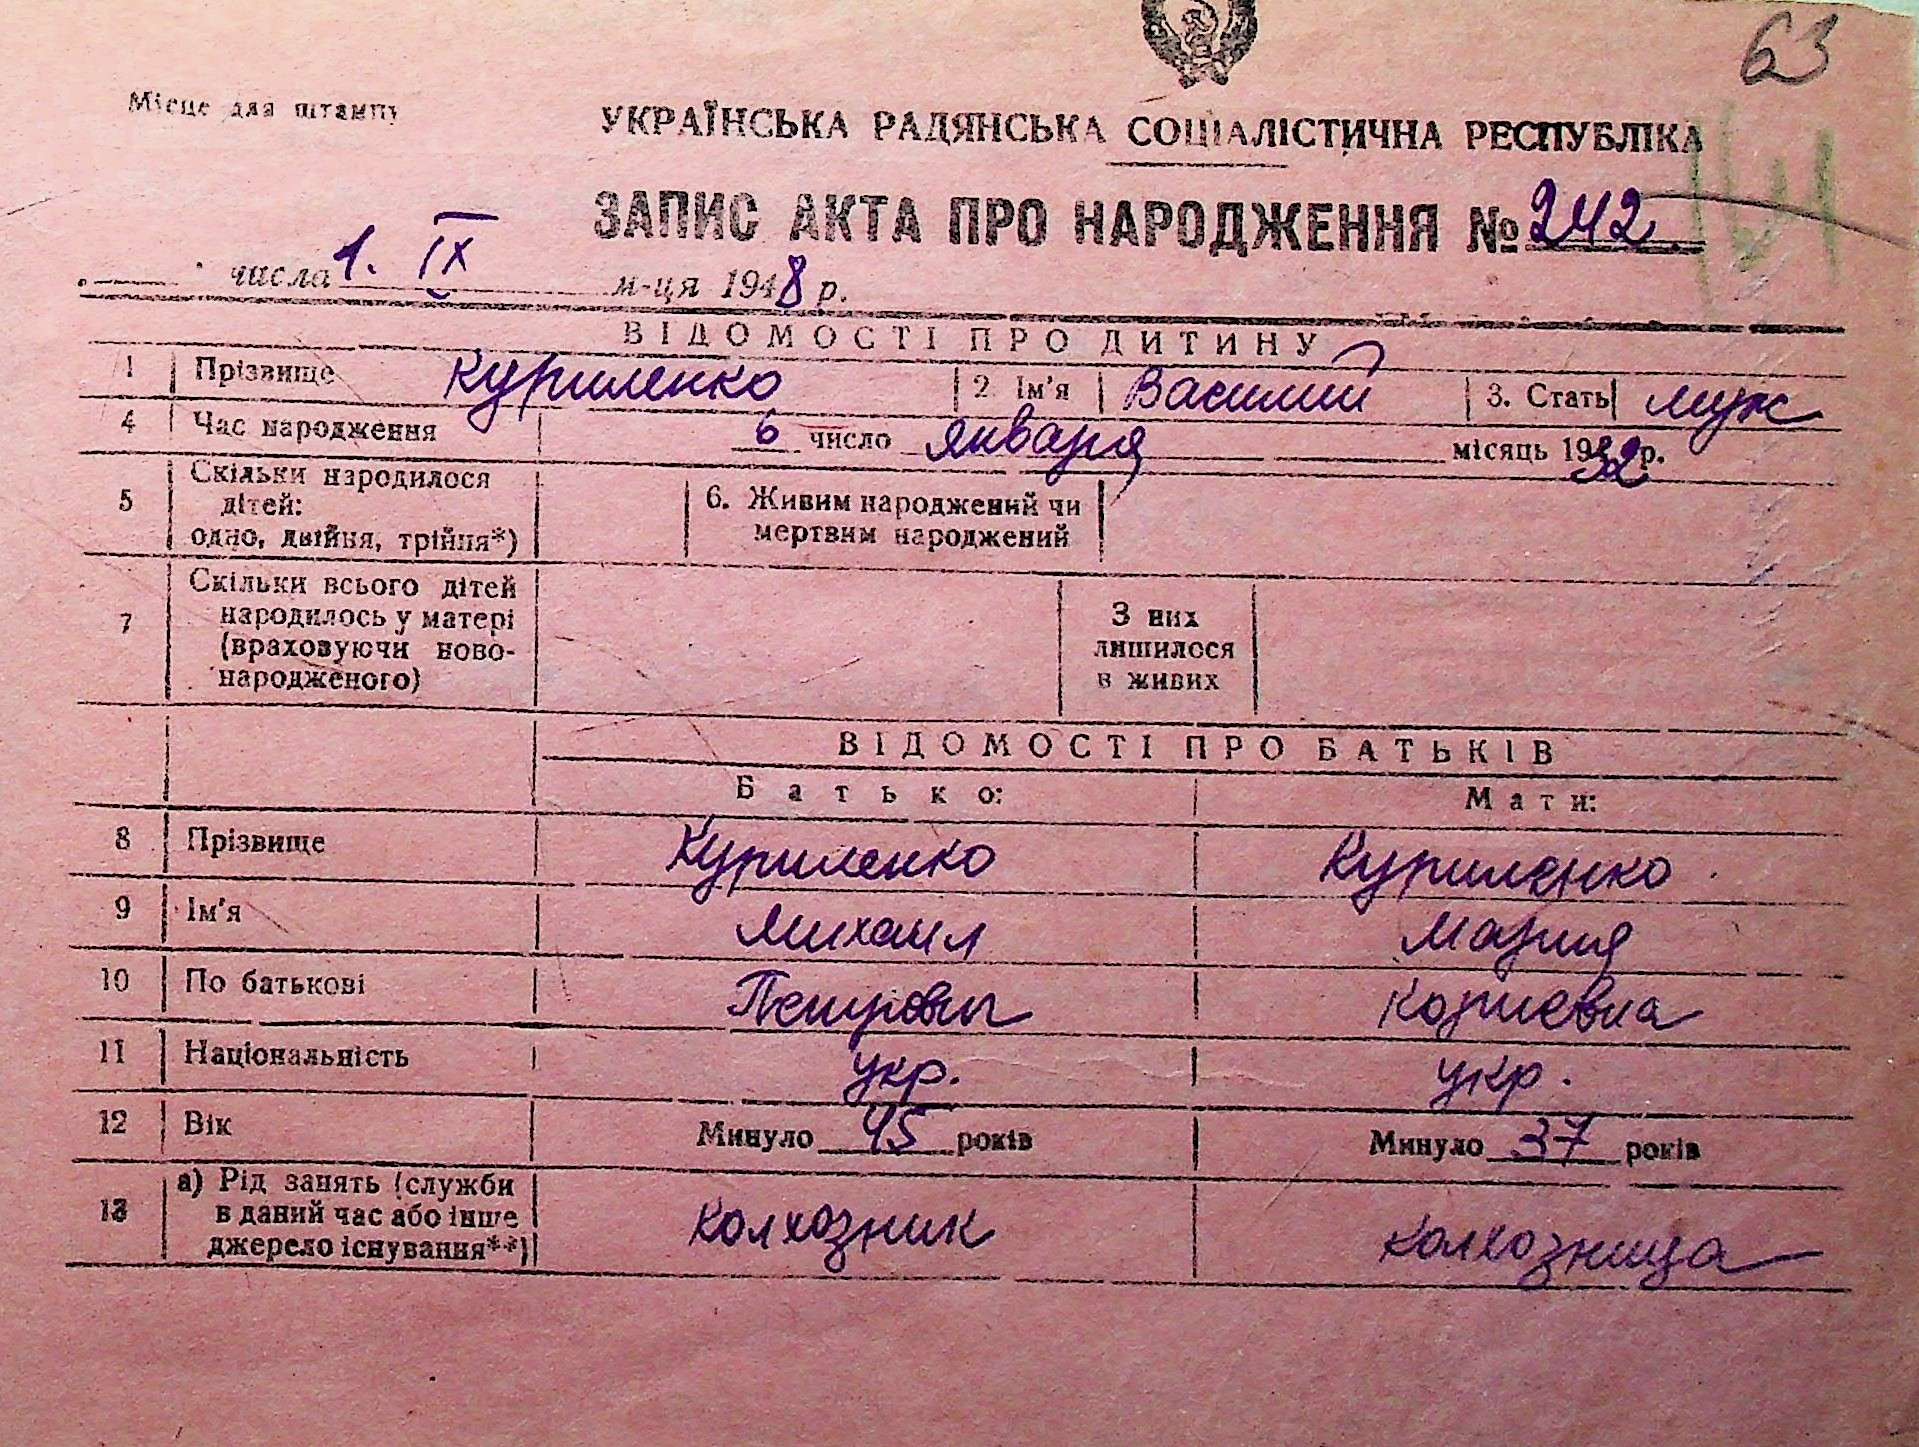 63
Місце для штампу
УКРАЇНСЬКА РАДЯНСЬКА СОЦІАЛІСТИЧНА РЕСПУБЛІКА
ЗАПИС АКТА ПРО НАРОДЖЕННЯ № 242
числа 1. IX м-ця 1948 р.
ВІДОМОСТІ ПРО ДИТИНУ
1 Прізвище Куриленко 2. Ім'я Василий 3. Стать муж
4 Час народження 6 число января місяць 1932 р.
5 Скільки народилося дітей: одно, двійня, трійня*) 6. Живим народжений чи мертвим народжений
7 Скільки всього дітей народилось у матері (враховуючи ново-народженого) З них лишилося в живих
ВІДОМОСТІ ПРО БАТЬКІВ
Батько: Мати:
8 Прізвище Куриленко Куриленко
9 Ім'я Михаил Мария
10 По батькові Петрович Корнеевна
11 Національність укр. укр.
12 Вік Минуло 45 років Минуло 37 років
13 а) Рід занять (служби в даний час або інше джерело існування**) колхозник колхозница